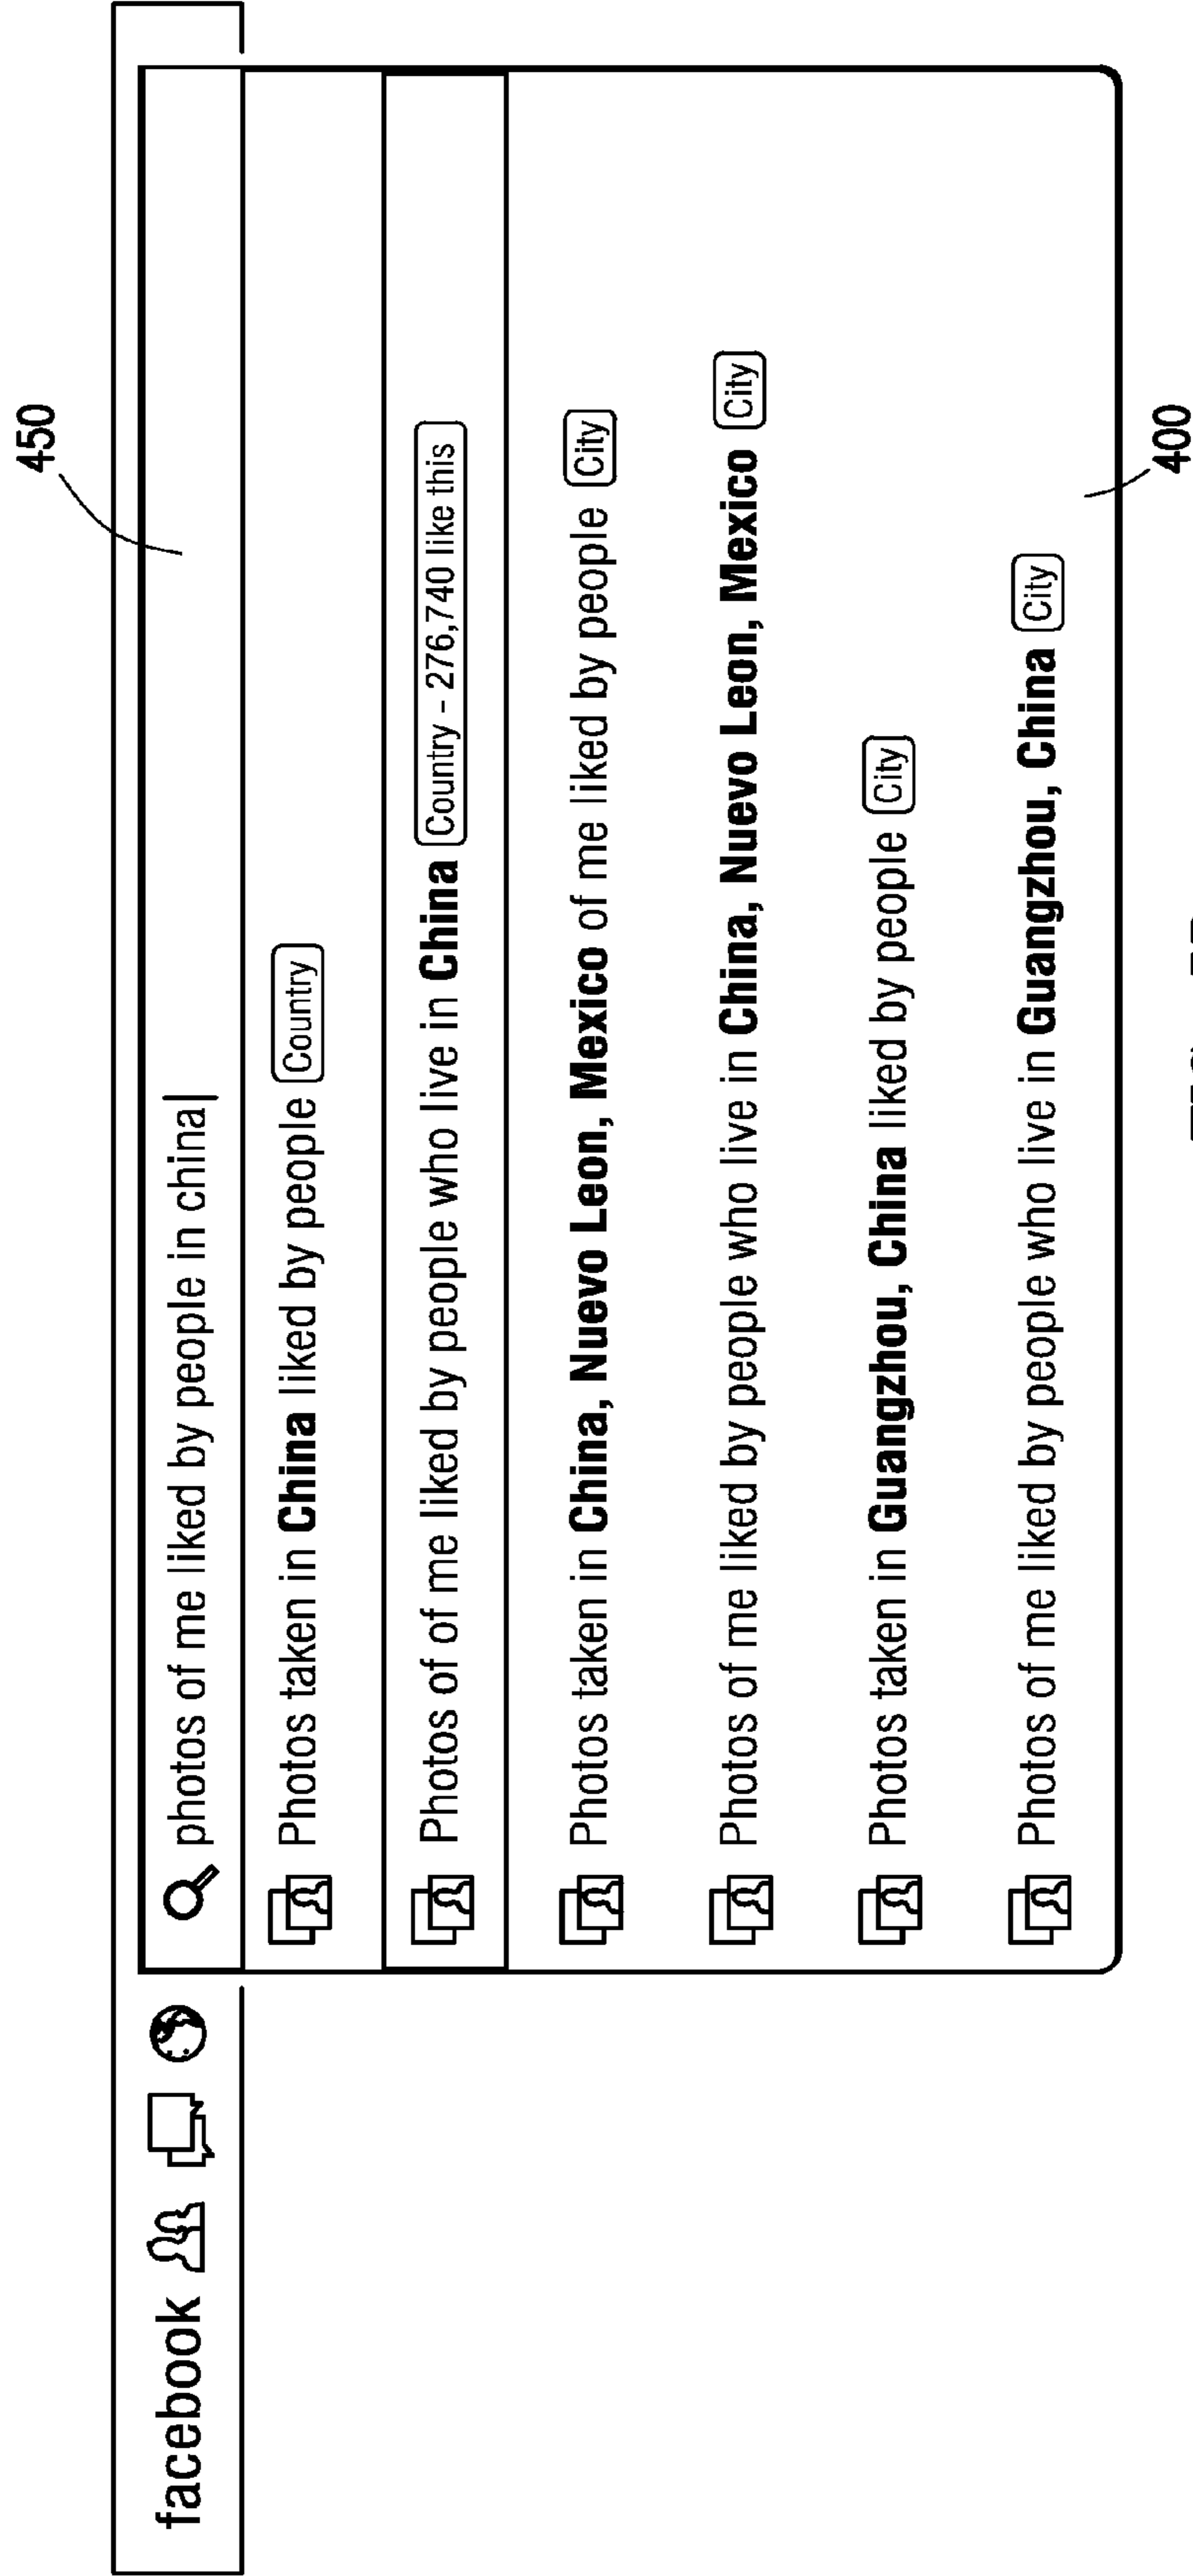 450
facebook photos of me liked by people in china
Photos taken in China liked by people Country
Photos of of me liked by people who live in China Country - 276,740 like this
Photos taken in China, Nuevo Leon, Mexico of me liked by people City
Photos of me liked by people who live in China, Nuevo Leon, Mexico City
Photos taken in Guangzhou, China liked by people City
Photos of me liked by people who live in Guangzhou, China City
400